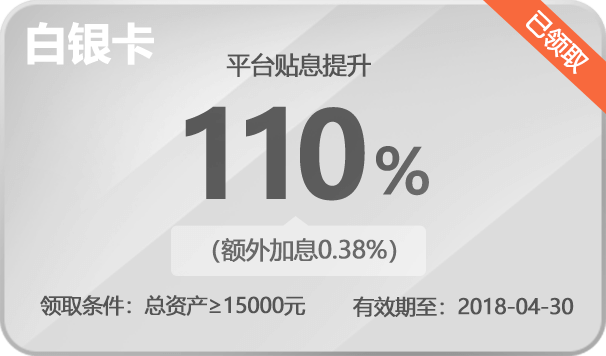 白银卡
已领取
平台贴息提升
110%
（额外加息0.38%）
领取条件：总资产≥15000元
有效期至：2018-04-30